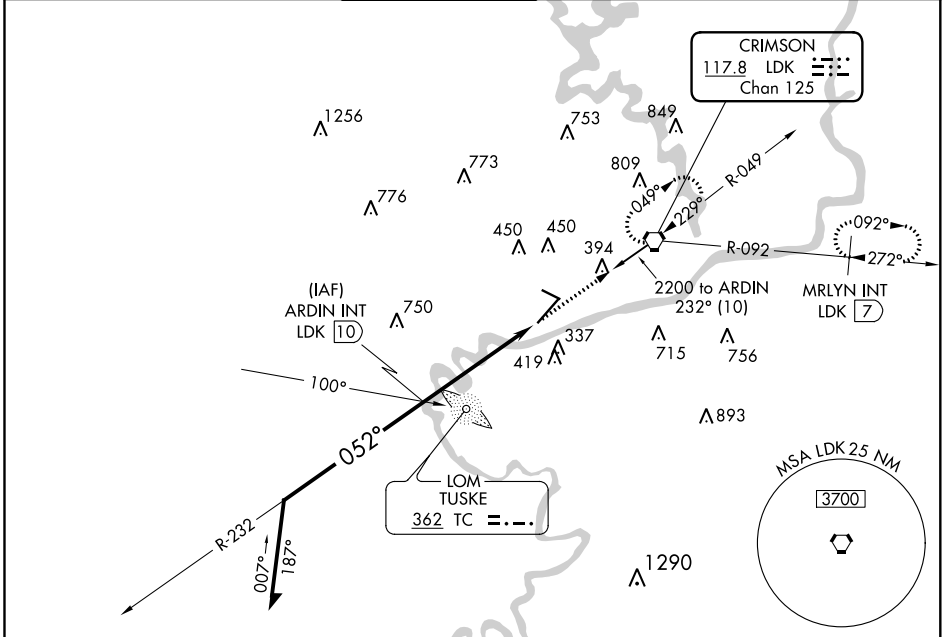 CRIMSON
117.8 LDK
Chan 125
1256
753
849
773
809
R-049
776
049°
229°
450
450
092°
R-092
272°
394
(IAF)
ARDIN INT
LDK 10
2200 to ARDIN
232° (10)
MRLYN INT
LDK 7
750
337
419
715
756
100°
893
052°
MSA LDK 25 NM
LOM
TUSKE
362 TC
3700
R-232
007°
187°
1290